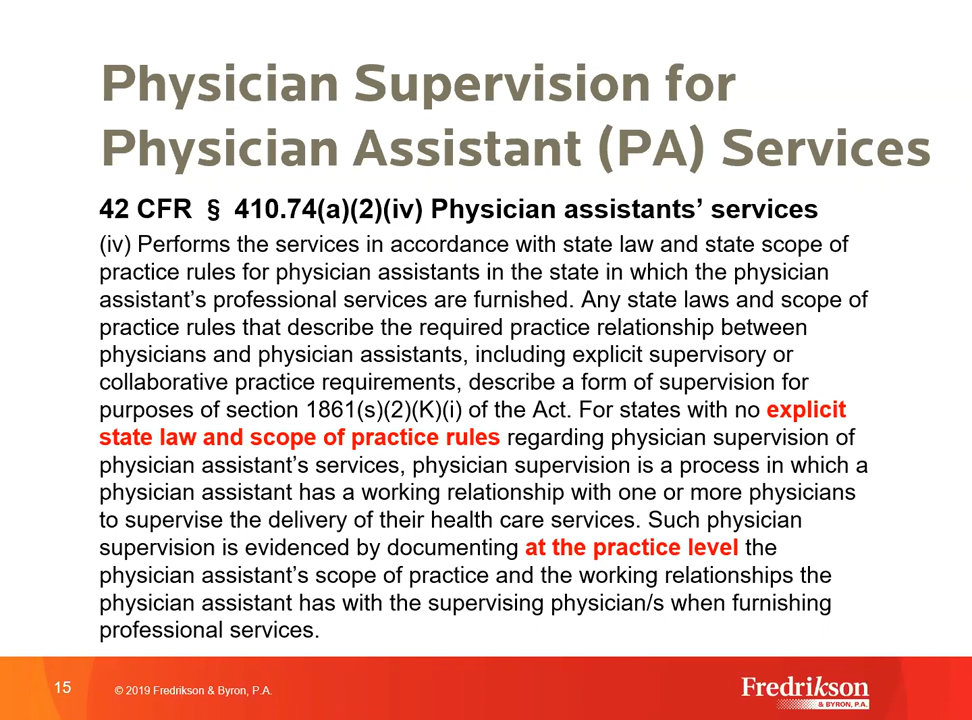 Physician Supervision for
Physician Assistant (PA) Services
42 CFR § 410.74(a)(2)(iv) Physician assistants’ services
(iv) Performs the services in accordance with state law and state scope of
practice rules for physician assistants in the state in which the physician
assistant’s professional services are furnished. Any state laws and scope of
practice rules that describe the required practice relationship between
physicians and physician assistants, including explicit supervisory or
collaborative practice requirements, describe a form of supervision for
purposes of section 1861(s)(2)(K)(i) of the Act. For states with no explicit
state law and scope of practice rules regarding physician supervision of
physician assistant’s services, physician supervision is a process in which a
physician assistant has a working relationship with one or more physicians
to supervise the delivery of their health care services. Such physician
supervision is evidenced by documenting at the practice level the
physician assistant’s scope of practice and the working relationships the
physician assistant has with the supervising physician/s when furnishing
professional services.
15
© 2019 Fredrikson & Byron, P.A.
Fredrikson
& BYRON, P.A.